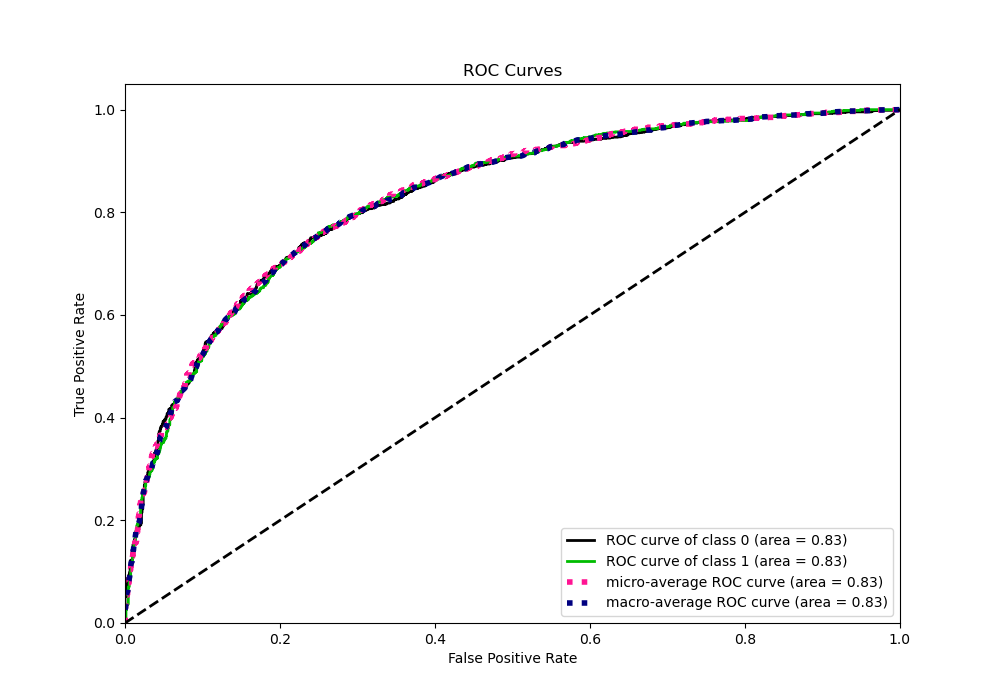 ROC Curves
True Positive Rate
1.0
0.8
0.6
0.4
0.2
0.0
0.0 0.2 0.4 0.6 0.8 1.0
False Positive Rate
ROC curve of class 0 (area = 0.83)
ROC curve of class 1 (area = 0.83)
micro-average ROC curve (area = 0.83)
macro-average ROC curve (area = 0.83)